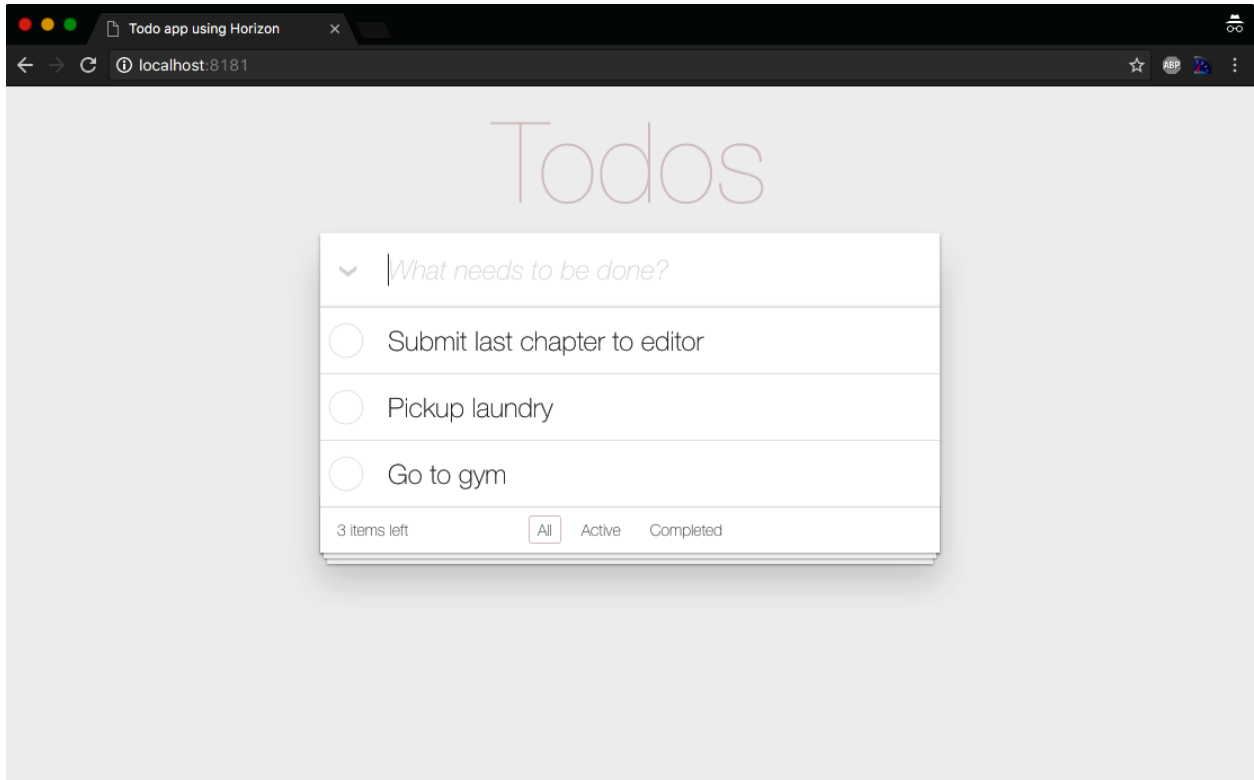 Todo app using Horizon
localhost:8181
ABP
Todos
What needs to be done?
Submit last chapter to editor
Pickup laundry
Go to gym
3 items left All Active Completed